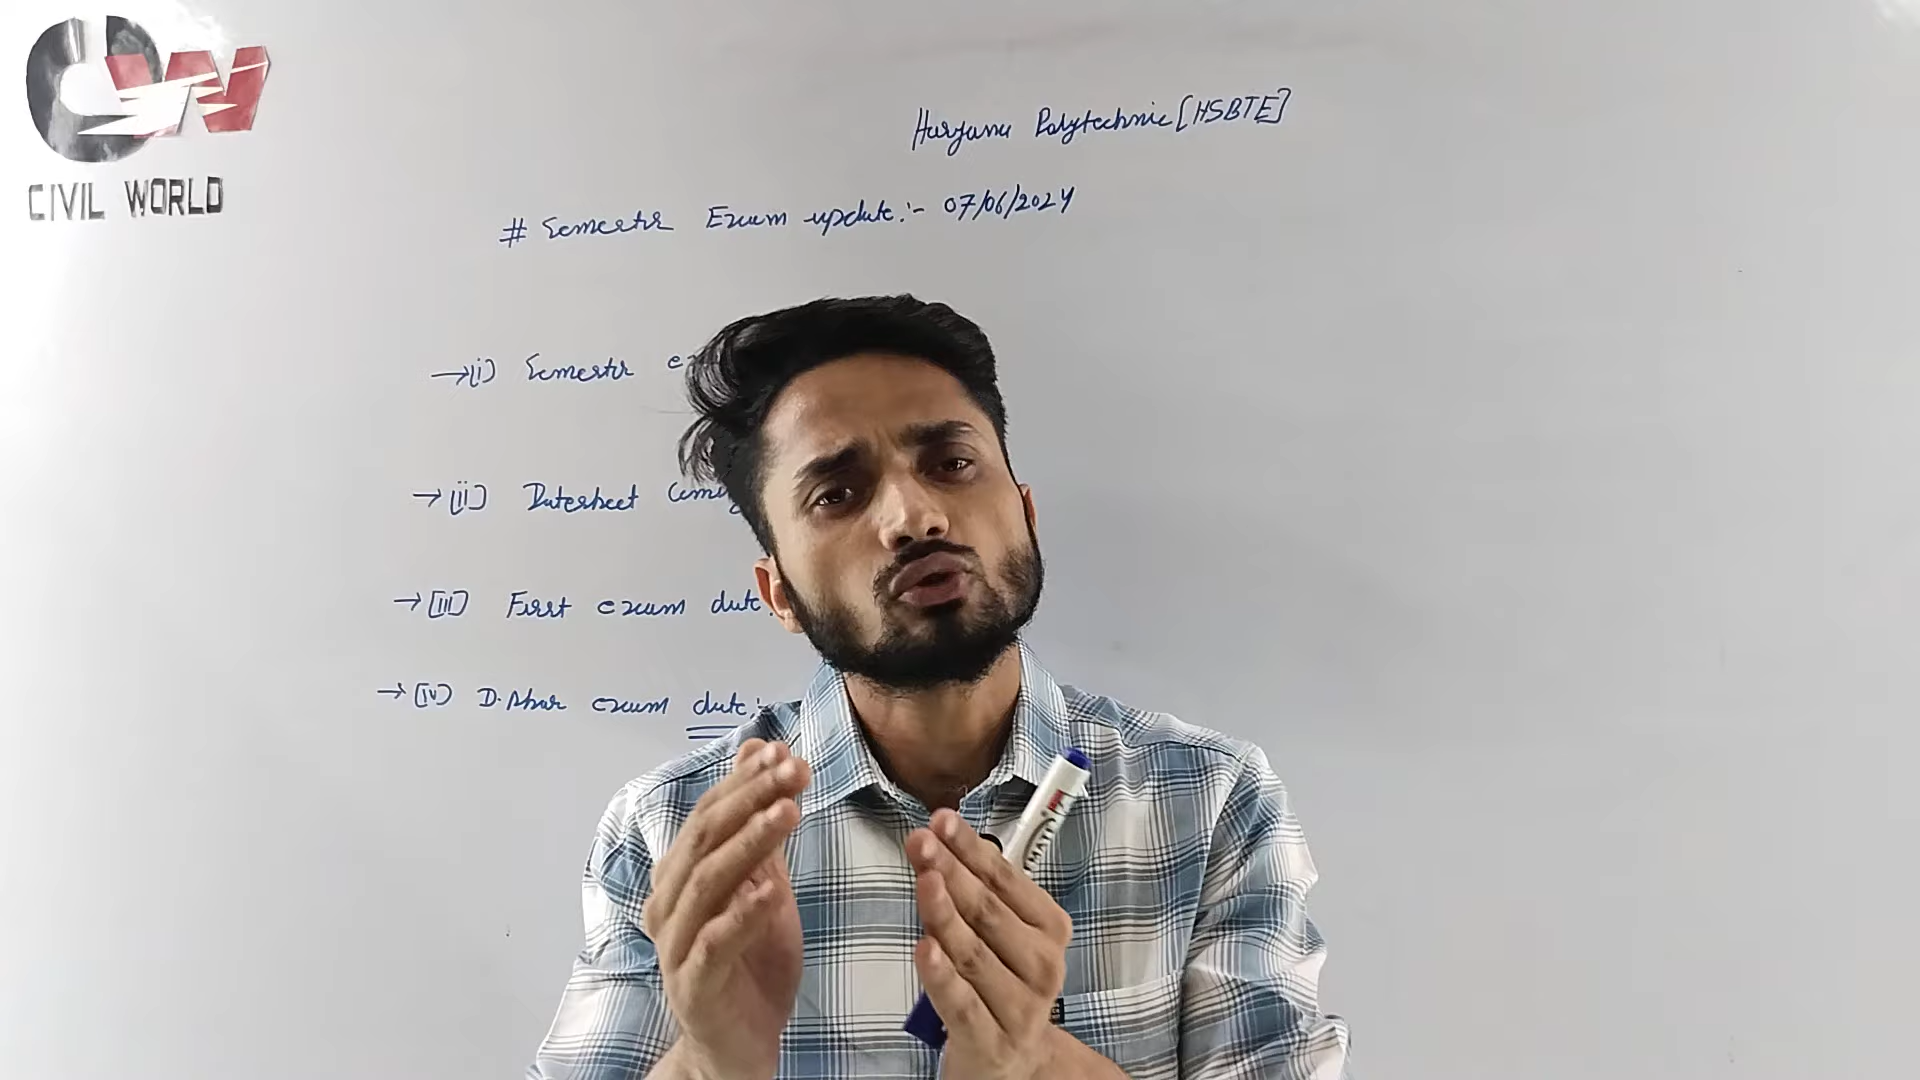 CW
CIVIL WORLD
Haryana Polytechnic [HSBTE]
# Semester Exam update:- 07/06/2024
→(i) Semester
→(ii) Datesheet
→(iii) First exam date:
→(iv) D.Phar exam date:-